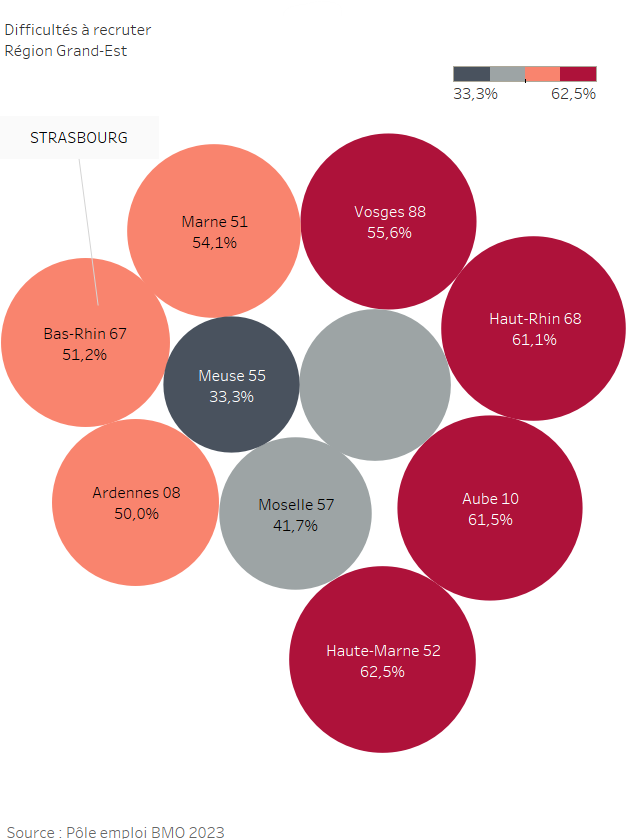 Difficultés à recruter
Région Grand-Est
33,3%
62,5%
STRASBOURG
Marne 51
54,1%
Vosges 88
55,6%
Haut-Rhin 68
61,1%
Bas-Rhin 67
51,2%
Meuse 55
33,3%
Ardennes 08
50,0%
Moselle 57
41,7%
Aube 10
61,5%
Haute-Marne 52
62,5%
Source : Pôle emploi BMO 2023